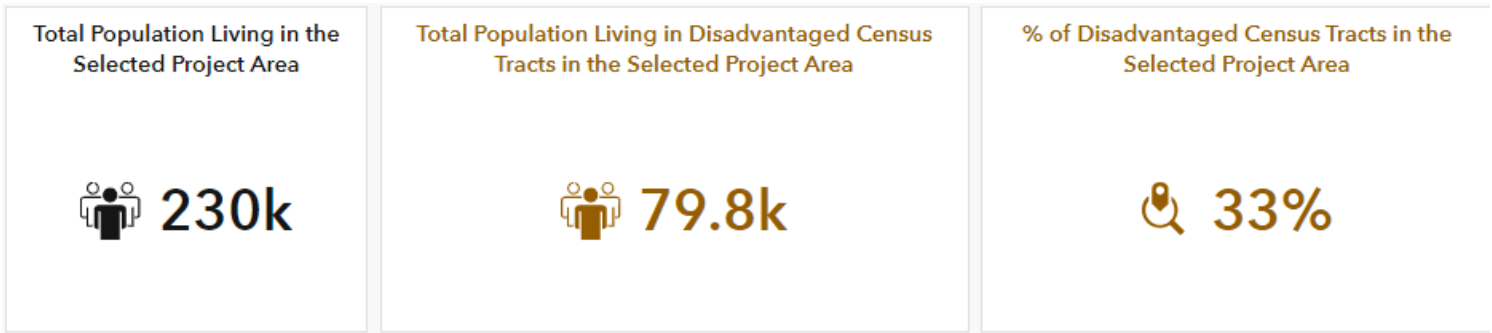 Total Population Living in the
Selected Project Area
230k
Total Population Living in Disadvantaged Census
Tracts in the Selected Project Area
79.8k
% of Disadvantaged Census Tracts in the
Selected Project Area
33%